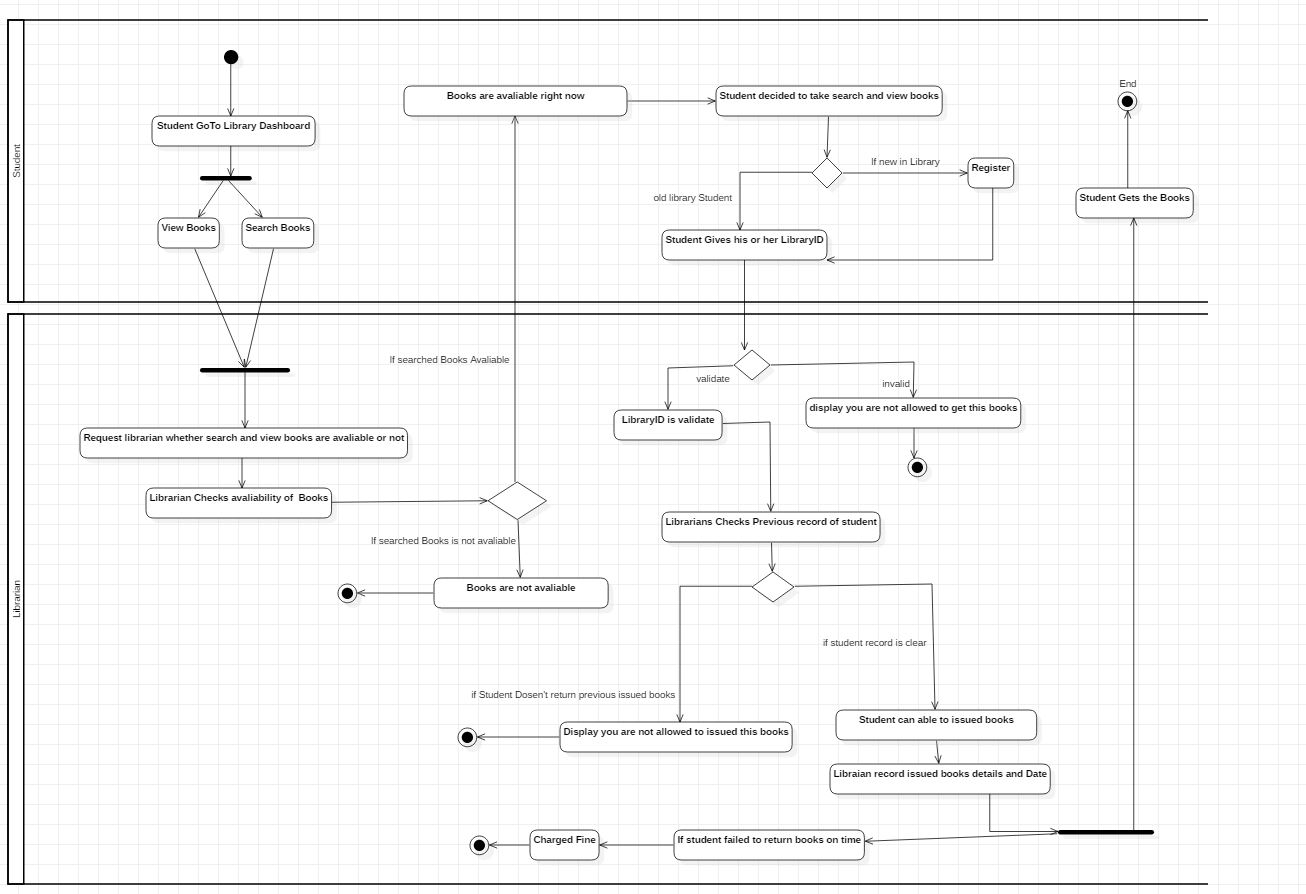 Student
Student GoTo Library Dashboard
View Books
Search Books
Books are avaliable right now
Student decided to take search and view books
If new in Library
Register
old library Student
Student Gives his or her LibraryID
End
Student Gets the Books
Librarian
Request librarian whether search and view books are avaliable or not
Librarian Checks avaliability of  Books
If searched Books Avaliable
If searched Books is not avaliable
Books are not avaliable
validate
invalid
LibraryID is validate
display you are not allowed to get this books
Librarians Checks Previous record of student
if student record is clear
if Student Dosen't return previous issued books
Display you are not allowed to issued this books
Student can able to issued books
Libraian record issued books details and Date
If student failed to return books on time
Charged Fine